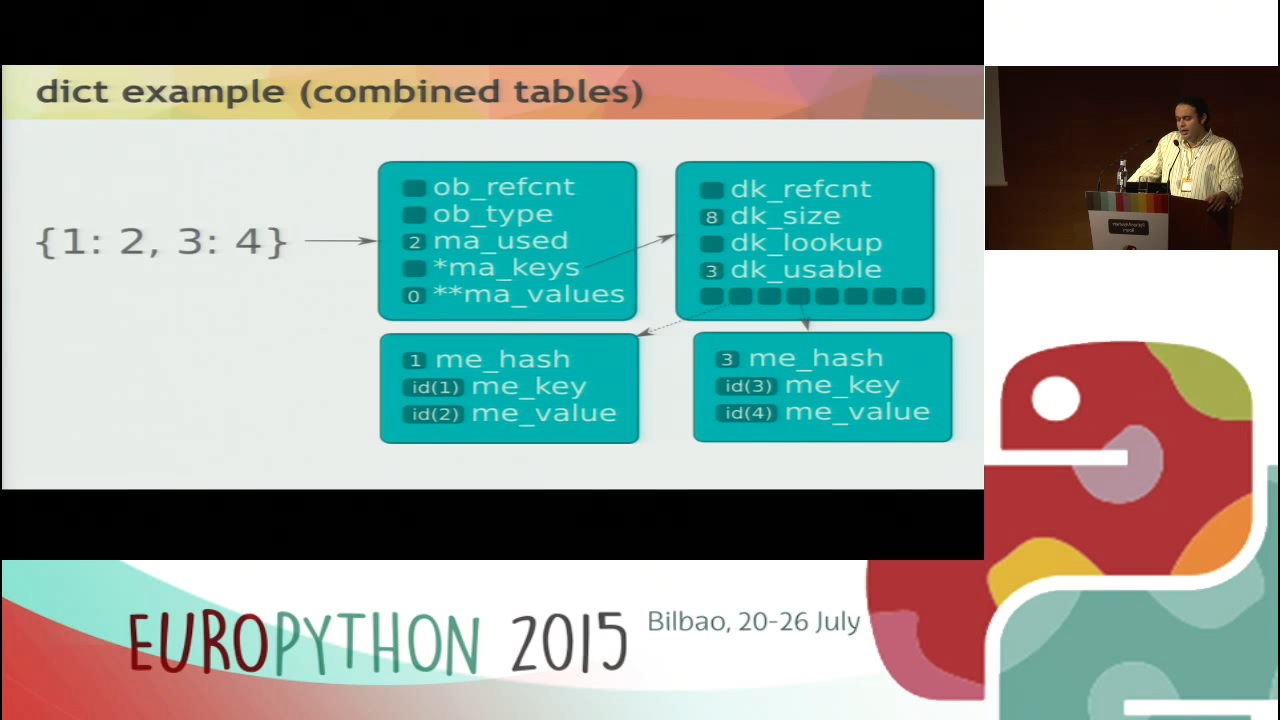 dict example (combined tables)
{1: 2, 3: 4}
ob_refcnt
ob_type
2 ma_used
*ma_keys
0 **ma_values
dk_refcnt
8 dk_size
dk_lookup
3 dk_usable
1 me_hash
id(1) me_key
id(2) me_value
3 me_hash
id(3) me_key
id(4) me_value
EUROPYTHON 2015
Bilbao, 20-26 July